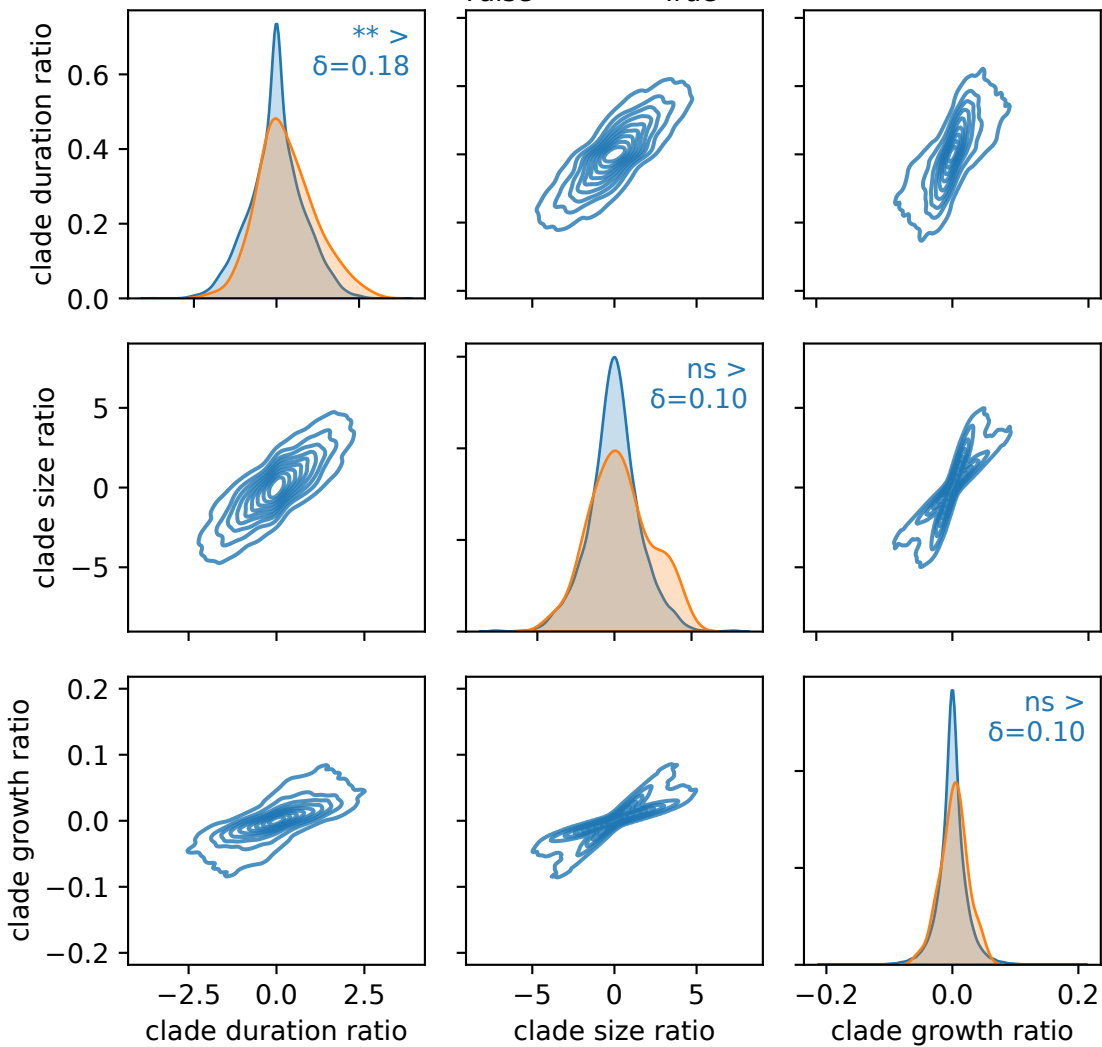 ** >
δ=0.18
clade duration ratio
0.6
0.4
0.2
0.0
ns >
δ=0.10
clade size ratio
5
0
−5
ns >
δ=0.10
clade growth ratio
0.2
0.1
0.0
−0.1
−0.2
−2.5 0.0 2.5
−5 0 5
−0.2 0.0 0.2
clade duration ratio
clade size ratio
clade growth ratio